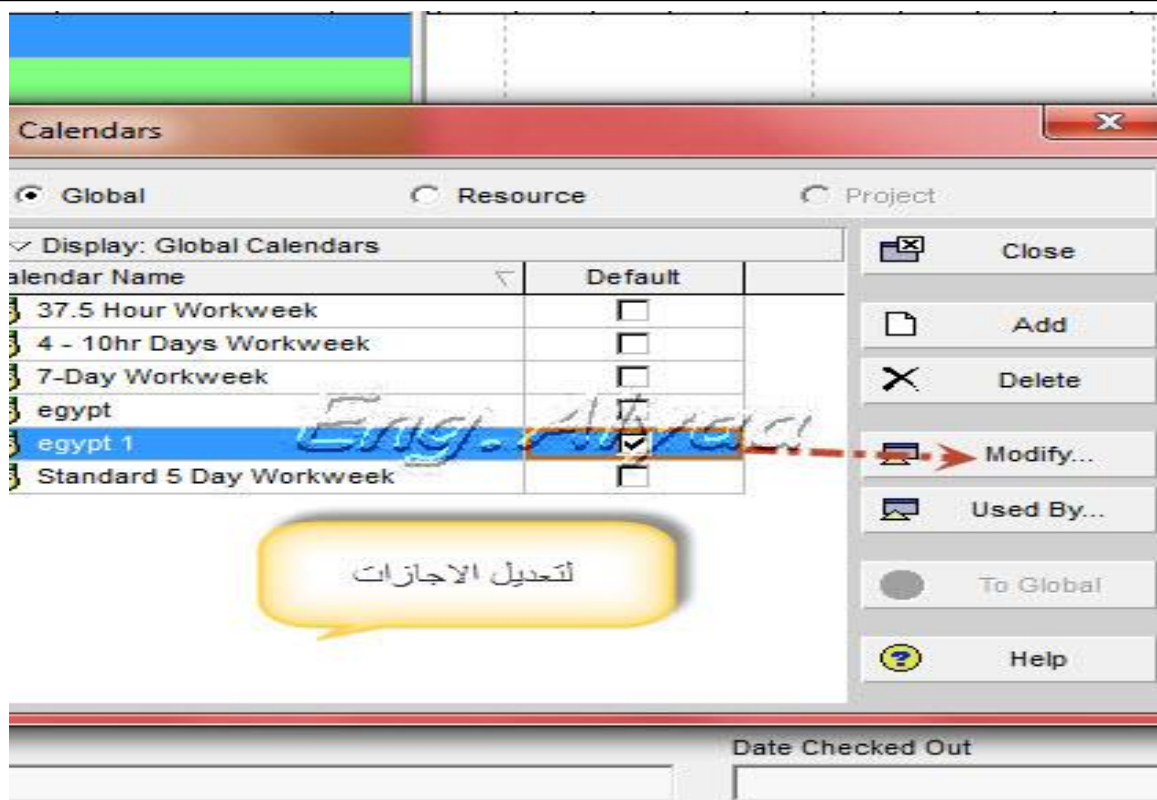 Calendars
Global Resource Project
Display: Global Calendars
alendar Name Default
37.5 Hour Workweek
4 - 10hr Days Workweek
7-Day Workweek
egypt
egypt 1
Standard 5 Day Workweek
Close
Add
Delete
Modify...
Used By...
To Global
Help
Eng. Alyaa
لتعديل الاجازات
Date Checked Out